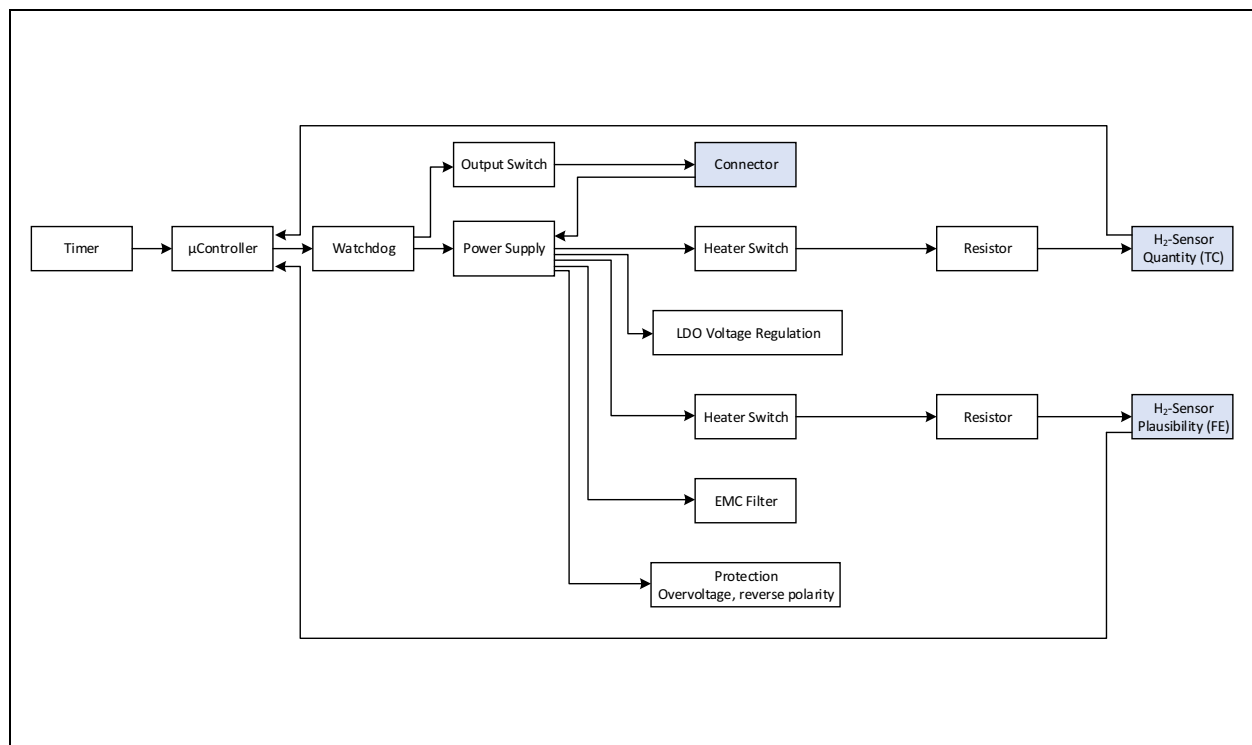 Output Switch
Connector
Timer
µController
Watchdog
Power Supply
Heater Switch
Resistor
H₂-Sensor
Quantity (TC)
LDO Voltage Regulation
Heater Switch
Resistor
H₂-Sensor
Plausibility (FE)
EMC Filter
Protection
Overvoltage, reverse polarity